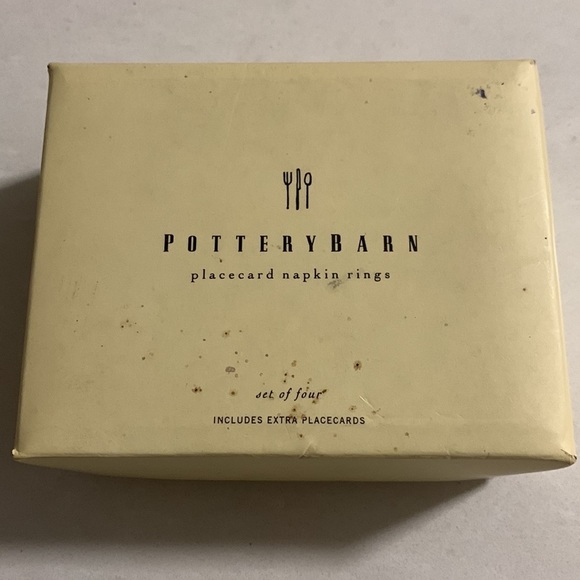 POTTERYBARN
placecard napkin rings
set of four
INCLUDES EXTRA PLACECARDS